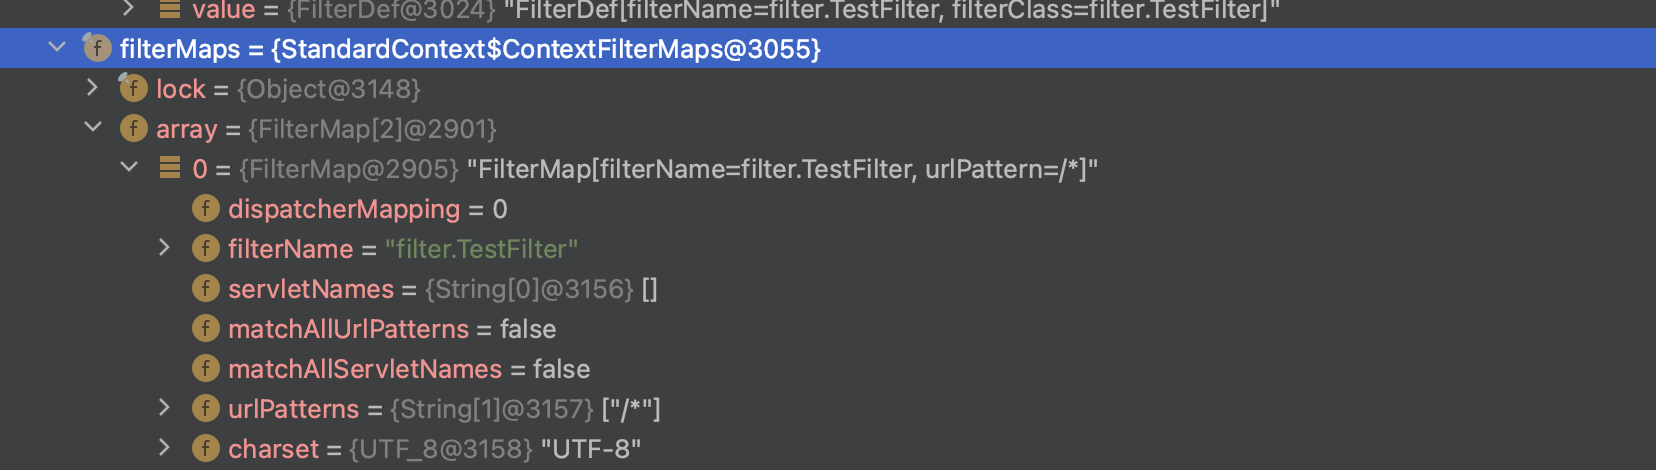 value = {FilterDef@3024} "FilterDef[filterName=filter.TestFilter, filterClass=filter.TestFilter]"
f filterMaps = {StandardContext$ContextFilterMaps@3055}
f lock = {Object@3148}
f array = {FilterMap[2]@2901}
0 = {FilterMap@2905} "FilterMap[filterName=filter.TestFilter, urlPattern=/*]"
f dispatcherMapping = 0
f filterName = "filter.TestFilter"
f servletNames = {String[0]@3156} []
f matchAllUrlPatterns = false
f matchAllServletNames = false
f urlPatterns = {String[1]@3157} ["/*"]
f charset = {UTF_8@3158} "UTF-8"